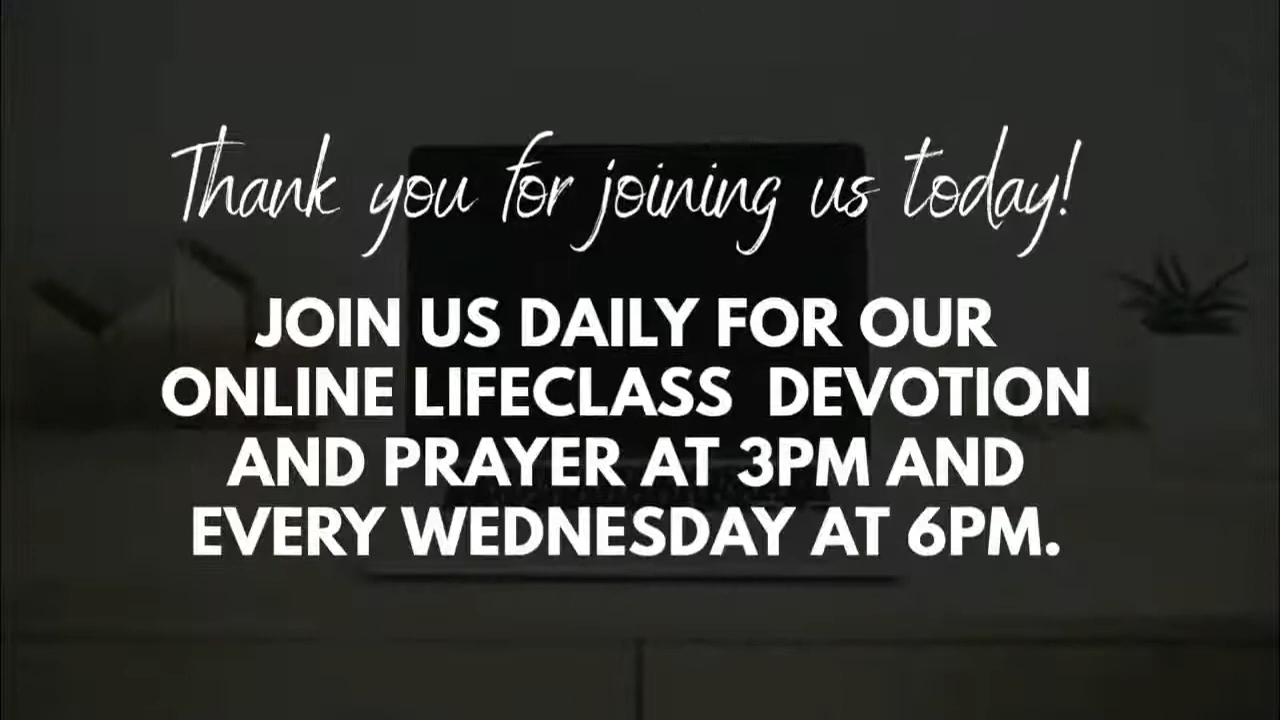 Thank you for joining us today!
JOIN US DAILY FOR OUR
ONLINE LIFECLASS DEVOTION
AND PRAYER AT 3PM AND
EVERY WEDNESDAY AT 6PM.